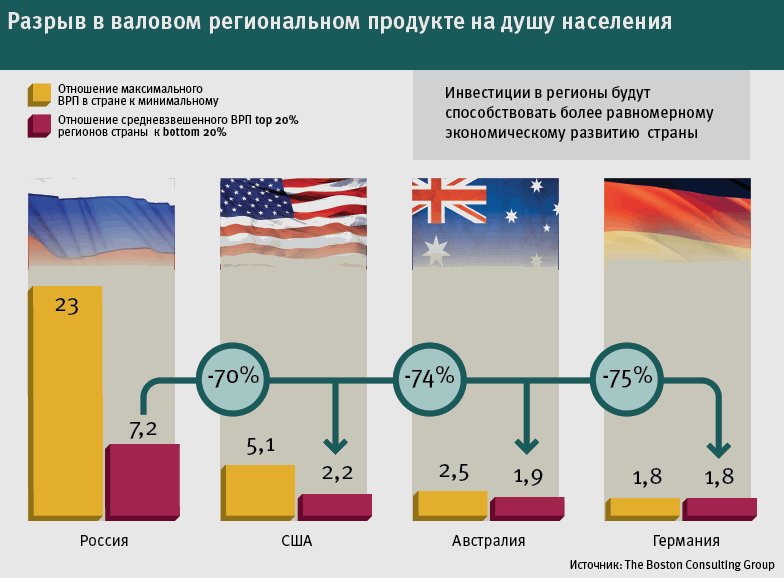 Разрыв в валовом региональном продукте на душу населения
Отношение максимального
ВРП в стране к минимальному
Отношение средневзвешенного ВРП top 20%
регионов страны к bottom 20%
Инвестиции в регионы будут
способствовать более равномерному
экономическому развитию страны
23
7,2
-70%
5,1
2,2
-74%
2,5
1,9
-75%
1,8
1,8
Россия
США
Австралия
Германия
Источник: The Boston Consulting Group